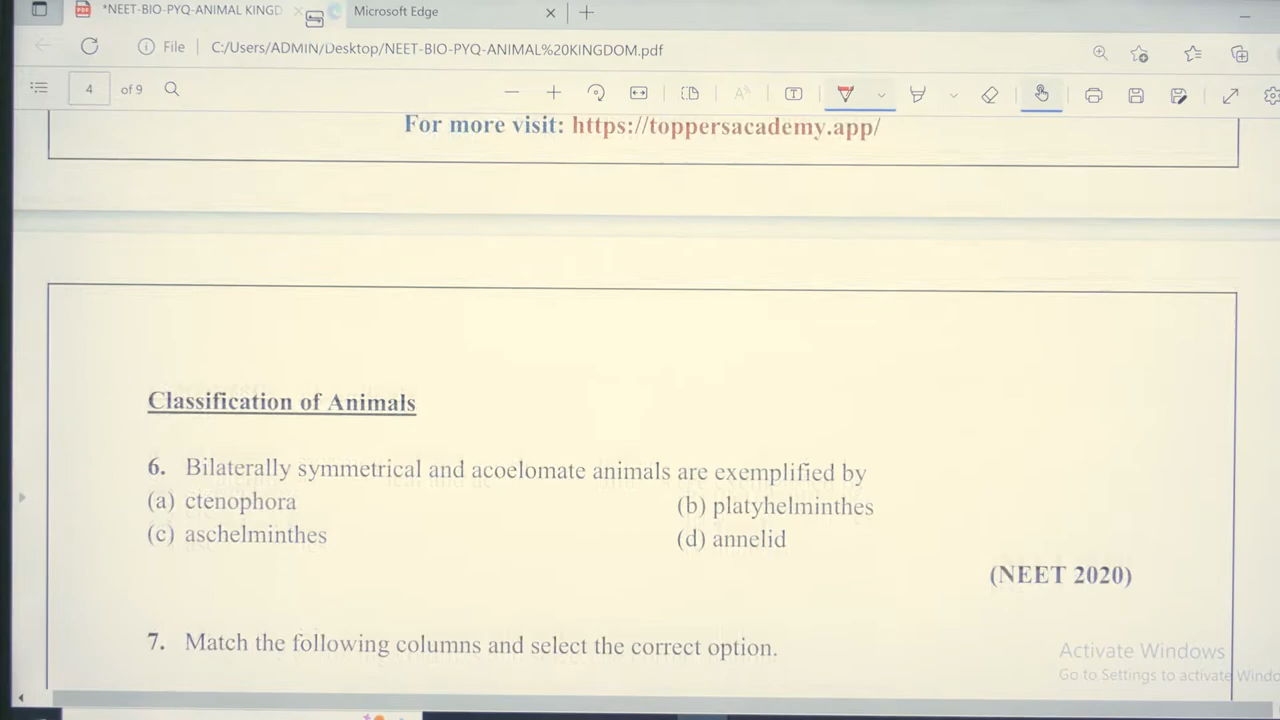 *NEET-BIO-PYQ-ANIMAL KINGD
Microsoft Edge
File
C:/Users/ADMIN/Desktop/NEET-BIO-PYQ-ANIMAL%20KINGDOM.pdf
4 of 9
For more visit: https://toppersacademy.app/
Classification of Animals
6. Bilaterally symmetrical and acoelomate animals are exemplified by
(a) ctenophora (b) platyhelminthes
(c) aschelminthes (d) annelid
(NEET 2020)
7. Match the following columns and select the correct option.
Activate Windows
Go to Settings to activate Windo